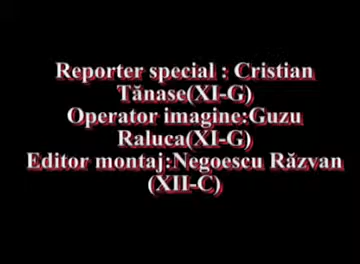 Reporter special : Cristian
Tănase(XI-G)
Operator imagine:Guzu
Raluca(XI-G)
Editor montaj:Negoescu Răzvan
(XII-C)